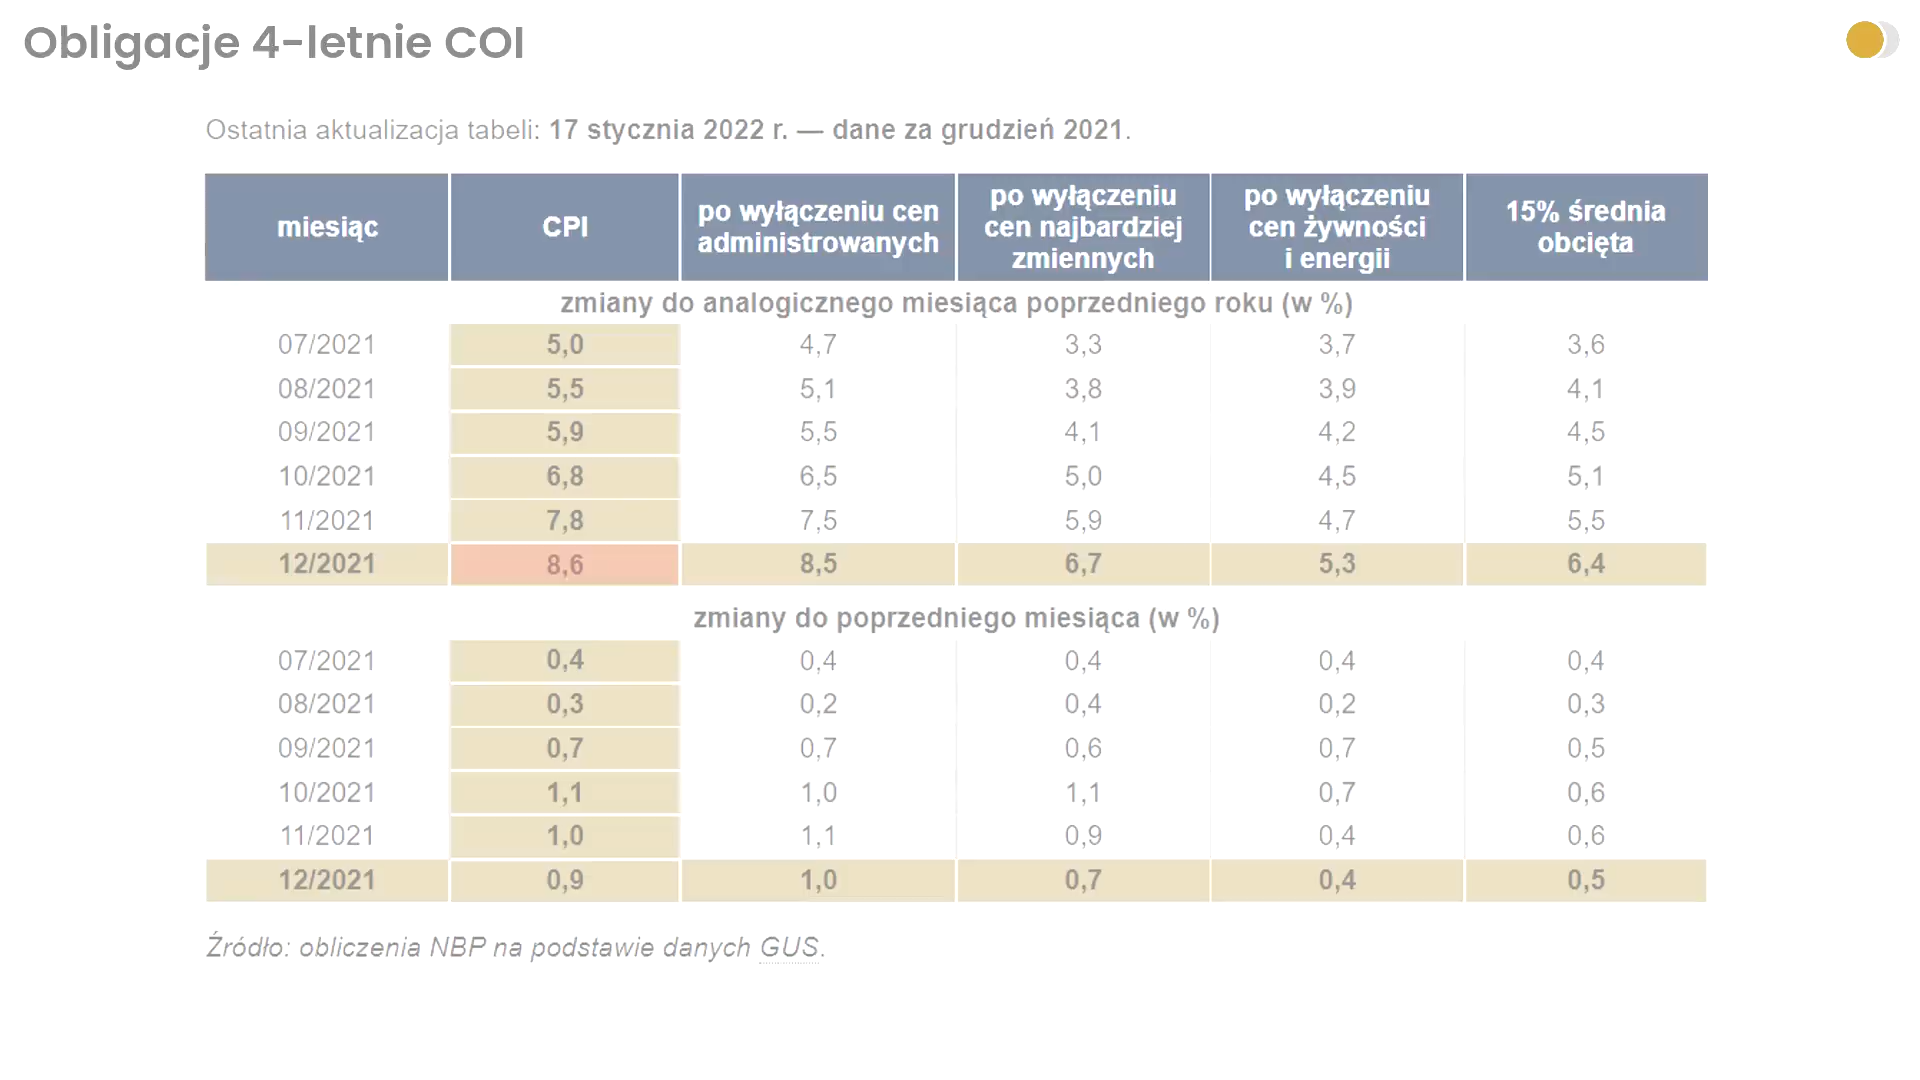 Obligacje 4-letnie COI
Ostatnia aktualizacja tabeli: 17 stycznia 2022 r. — dane za grudzień 2021.
miesiąc CPI po wyłączeniu cen administrowanych po wyłączeniu cen najbardziej zmiennych po wyłączeniu cen żywności i energii 15% średnia obcięta
zmiany do analogicznego miesiąca poprzedniego roku (w %)
07/2021 5,0 4,7 3,3 3,7 3,6
08/2021 5,5 5,1 3,8 3,9 4,1
09/2021 5,9 5,5 4,1 4,2 4,5
10/2021 6,8 6,5 5,0 4,5 5,1
11/2021 7,8 7,5 5,9 4,7 5,5
12/2021 8,6 8,5 6,7 5,3 6,4
zmiany do poprzedniego miesiąca (w %)
07/2021 0,4 0,4 0,4 0,4 0,4
08/2021 0,3 0,2 0,4 0,2 0,3
09/2021 0,7 0,7 0,6 0,7 0,5
10/2021 1,1 1,0 1,1 0,7 0,6
11/2021 1,0 1,1 0,9 0,4 0,6
12/2021 0,9 1,0 0,7 0,4 0,5
Źródło: obliczenia NBP na podstawie danych GUS.